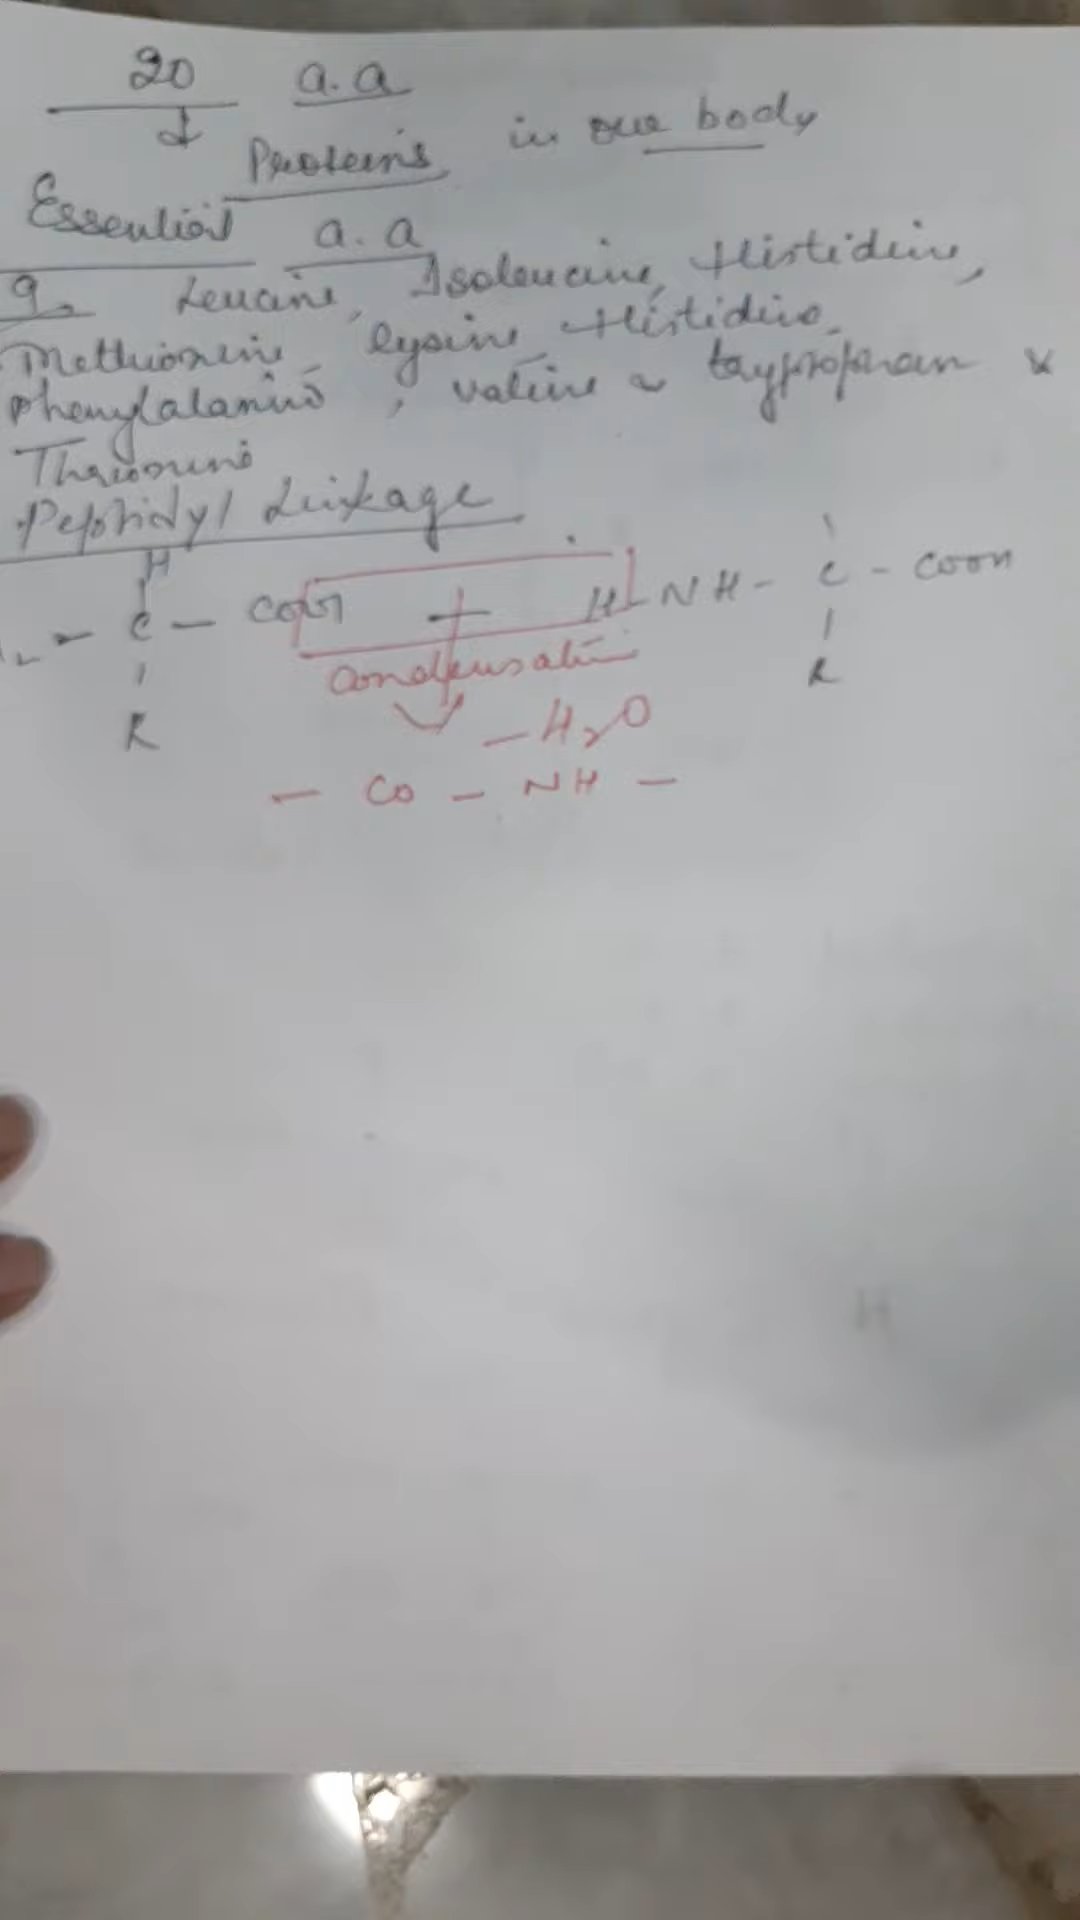 20 a.a
Proteins in our body
Essential a.a
9. Leucine, Isoleucine, Histidine,
Methionine, lysine, Histidine,
Phenylalanine, valine & tryptophan &
Threonine
Peptidyl Linkage
H
C - COOH + H NH - C - COOH
R R
Condensation
- H2O
- CO - NH -